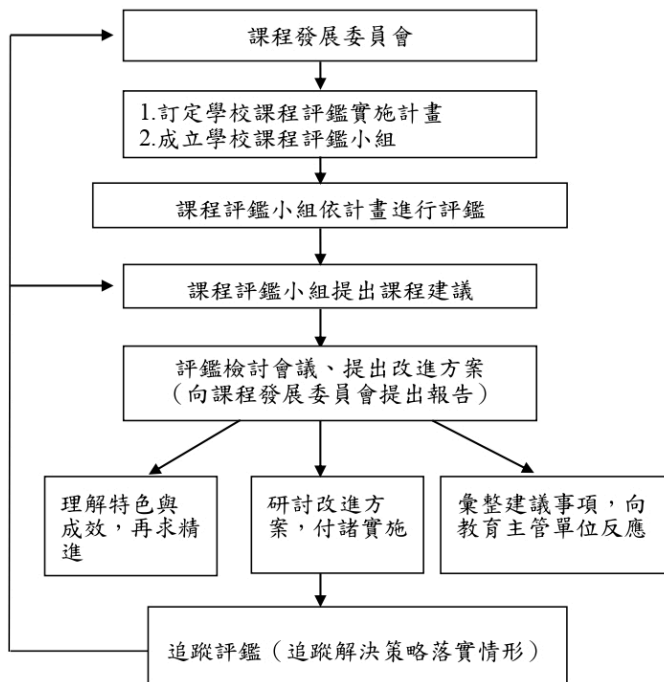 課程發展委員會
1.訂定學校課程評鑑實施計畫
2.成立學校課程評鑑小組
課程評鑑小組依計畫進行評鑑
課程評鑑小組提出課程建議
評鑑檢討會議、提出改進方案
（向課程發展委員會提出報告）
理解特色與
成效，再求精
進
研討改進方
案，付諸實施
彙整建議事項，向
教育主管單位反應
追蹤評鑑（追蹤解決策略落實情形）